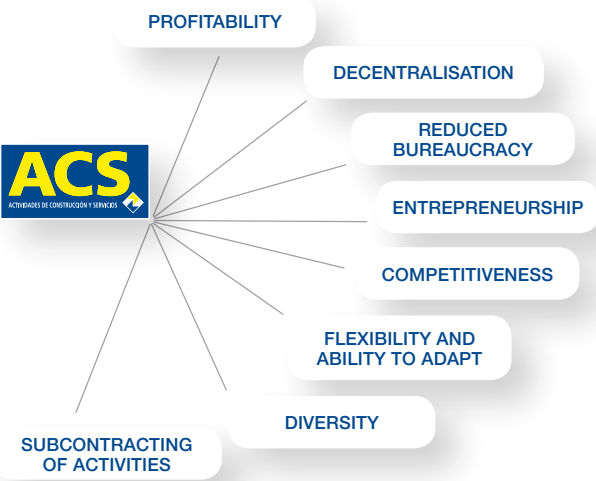 PROFITABILITY
DECENTRALISATION
REDUCED
BUREAUCRACY
ACS
ACTIVIDADES DE CONSTRUCCIÓN Y SERVICIOS
ENTREPRENEURSHIP
COMPETITIVENESS
FLEXIBILITY AND
ABILITY TO ADAPT
DIVERSITY
SUBCONTRACTING
OF ACTIVITIES